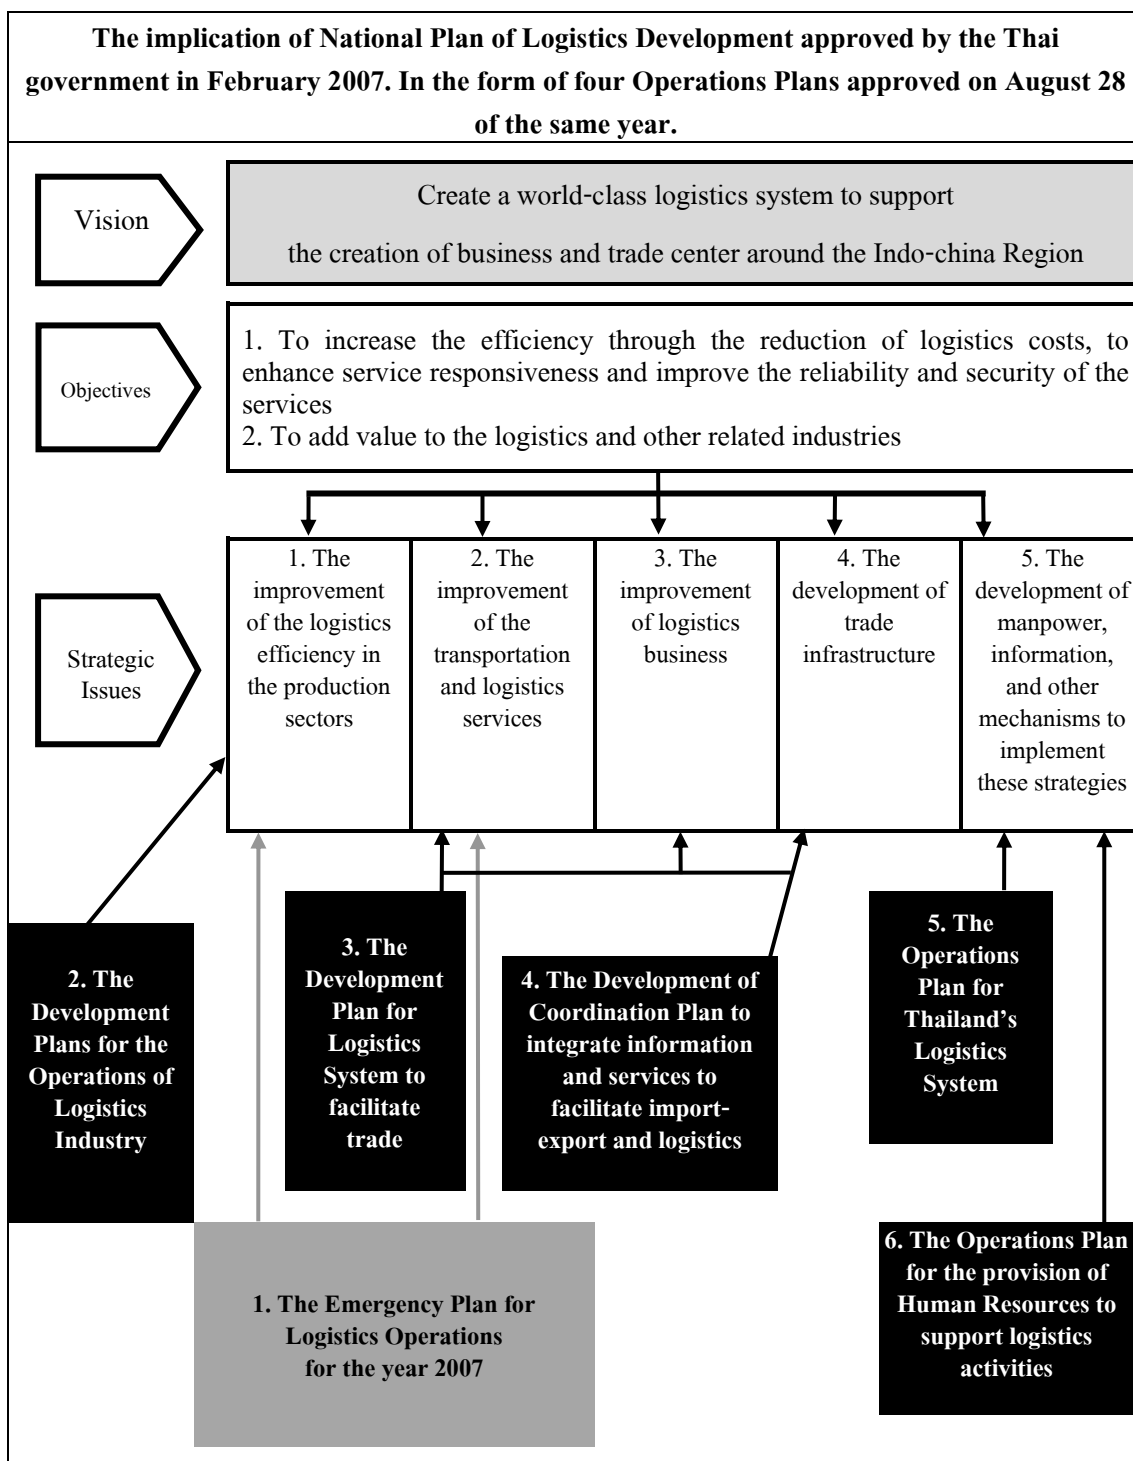 The implication of National Plan of Logistics Development approved by the Thai
government in February 2007. In the form of four Operations Plans approved on August 28
of the same year.
Vision
Create a world-class logistics system to support
the creation of business and trade center around the Indo-china Region
Objectives
1. To increase the efficiency through the reduction of logistics costs, to
enhance service responsiveness and improve the reliability and security of the
services
2. To add value to the logistics and other related industries
Strategic
Issues
1. The
improvement
of the logistics
efficiency in
the production
sectors
2. The
improvement
of the
transportation
and logistics
services
3. The
improvement
of logistics
business
4. The
development of
trade
infrastructure
5. The
development of
manpower,
information,
and other
mechanisms to
implement
these strategies
2. The
Development
Plans for the
Operations of
Logistics
Industry
3. The
Development
Plan for
Logistics
System to
facilitate
trade
4. The Development of
Coordination Plan to
integrate information
and services to
facilitate import-
export and logistics
5. The
Operations
Plan for
Thailand's
Logistics
System
1. The Emergency Plan for
Logistics Operations
for the year 2007
6. The Operations Plan
for the provision of
Human Resources to
support logistics
activities